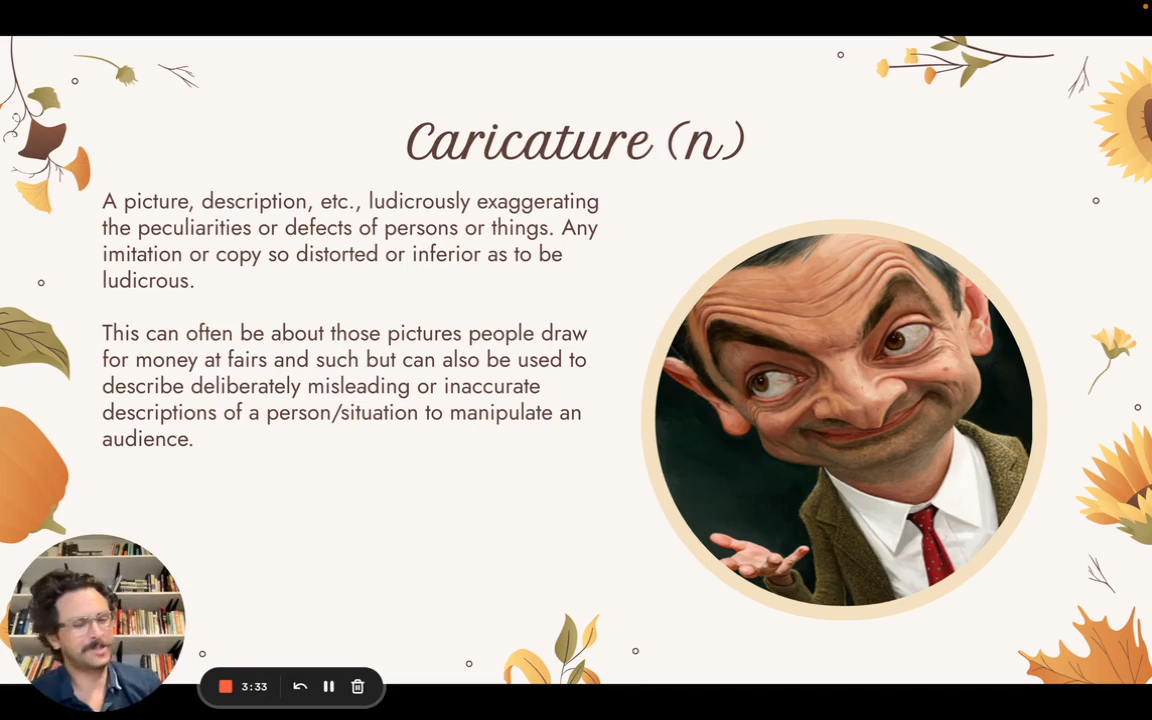 Caricature (n)
A picture, description, etc., ludicrously exaggerating
the peculiarities or defects of persons or things. Any
imitation or copy so distorted or inferior as to be
ludicrous.
This can often be about those pictures people draw
for money at fairs and such but can also be used to
describe deliberately misleading or inaccurate
descriptions of a person/situation to manipulate an
audience.
3:33